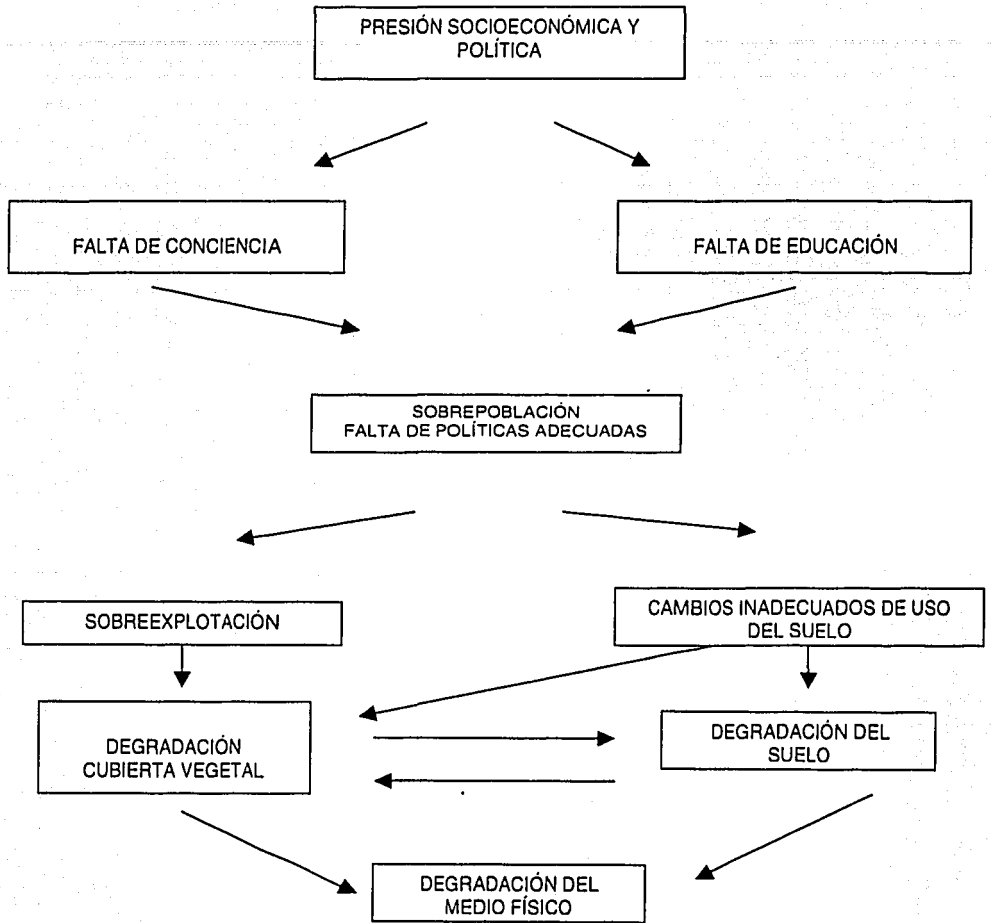 PRESIÓN SOCIOECONÓMICA Y
POLÍTICA
FALTA DE CONCIENCIA
FALTA DE EDUCACIÓN
SOBREPOBLACIÓN
FALTA DE POLÍTICAS ADECUADAS
SOBREEXPLOTACIÓN
CAMBIOS INADECUADOS DE USO
DEL SUELO
DEGRADACIÓN
CUBIERTA VEGETAL
DEGRADACIÓN DEL
SUELO
DEGRADACIÓN DEL
MEDIO FÍSICO